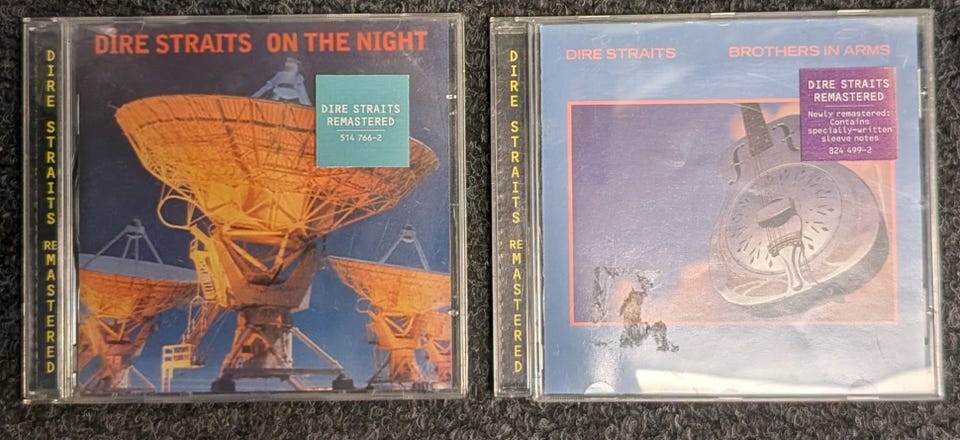 DIRE STRAITS REMASTERED
DIRE STRAITS ON THE NIGHT
DIRE STRAITS
REMASTERED
514 766-2
DIRE STRAITS REMASTERED
DIRE STRAITS BROTHERS IN ARMS
DIRE STRAITS
REMASTERED
Newly remastered:
Contains
specially-written
sleeve notes
824 499-2